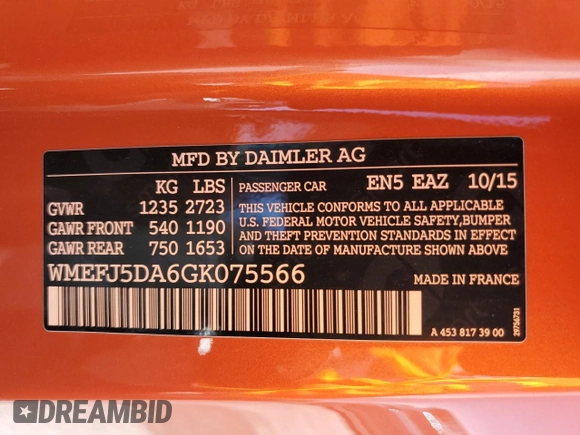 MFD BY DAIMLER AG
KG LBS PASSENGER CAR EN5 EAZ 10/15
GVWR 1235 2723 THIS VEHICLE CONFORMS TO ALL APPLICABLE
GAWR FRONT 540 1190 U.S. FEDERAL MOTOR VEHICLE SAFETY,BUMPER
GAWR REAR 750 1653 AND THEFT PREVENTION STANDARDS IN EFFECT
ON THE DATE OF MANUFACTURE SHOWN ABOVE.
WMEFJ5DA6GK075566 MADE IN FRANCE
A 453 817 39 00
29756731
DREAMBID